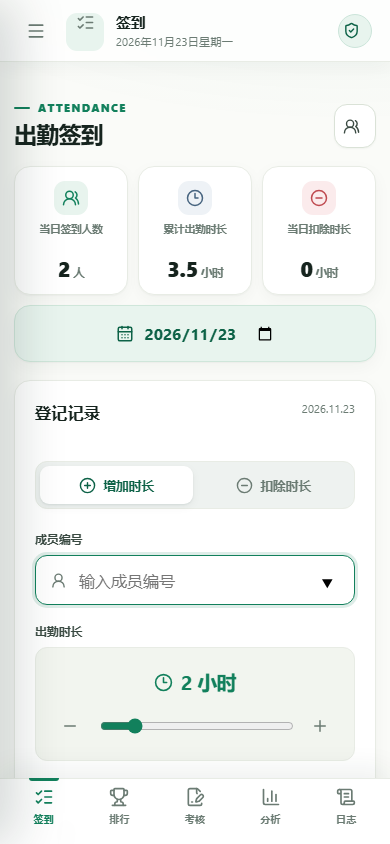 签到
2026年11月23日星期一
ATTENDANCE
出勤签到
当日签到人数
累计出勤时长
当日扣除时长
2人
3.5小时
0小时
2026/11/23
登记记录
2026.11.23
增加时长
扣除时长
成员编号
输入成员编号
出勤时长
2 小时
签到
排行
考核
分析
日志